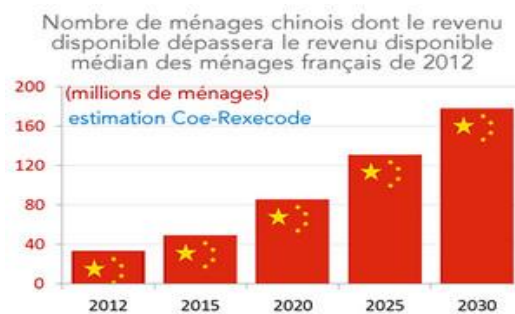 Nombre de ménages chinois dont le revenu
disponible dépassera le revenu disponible
médian des ménages français de 2012
200
(millions de ménages)
160
estimation Coe-Rexecode
120
80
40
0
2012 2015 2020 2025 2030